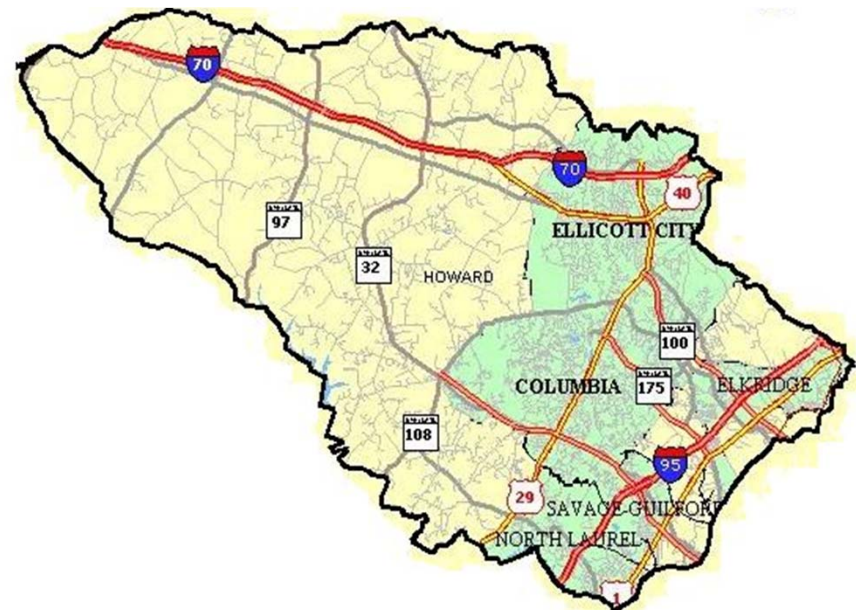 70
70
40
ELLICOTT CITY
97
32
HOWARD
100
COLUMBIA
175
ELKRIDGE
108
95
29
SAVAGE-GUILFORD
NORTH LAUREL
1